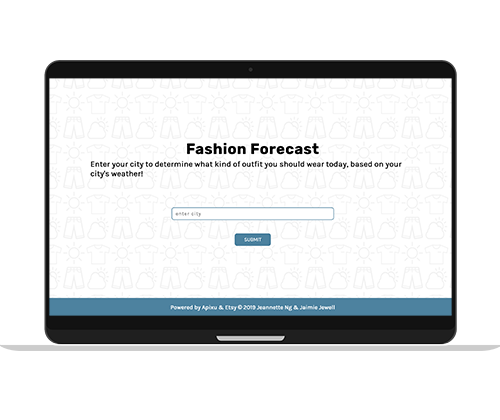 Fashion Forecast
Enter your city to determine what kind of outfit you should wear today, based on your
city's weather!
enter city
SUBMIT
Powered by Apixu & Etsy © 2019 Jeannette Ng & Jaimie Jewell